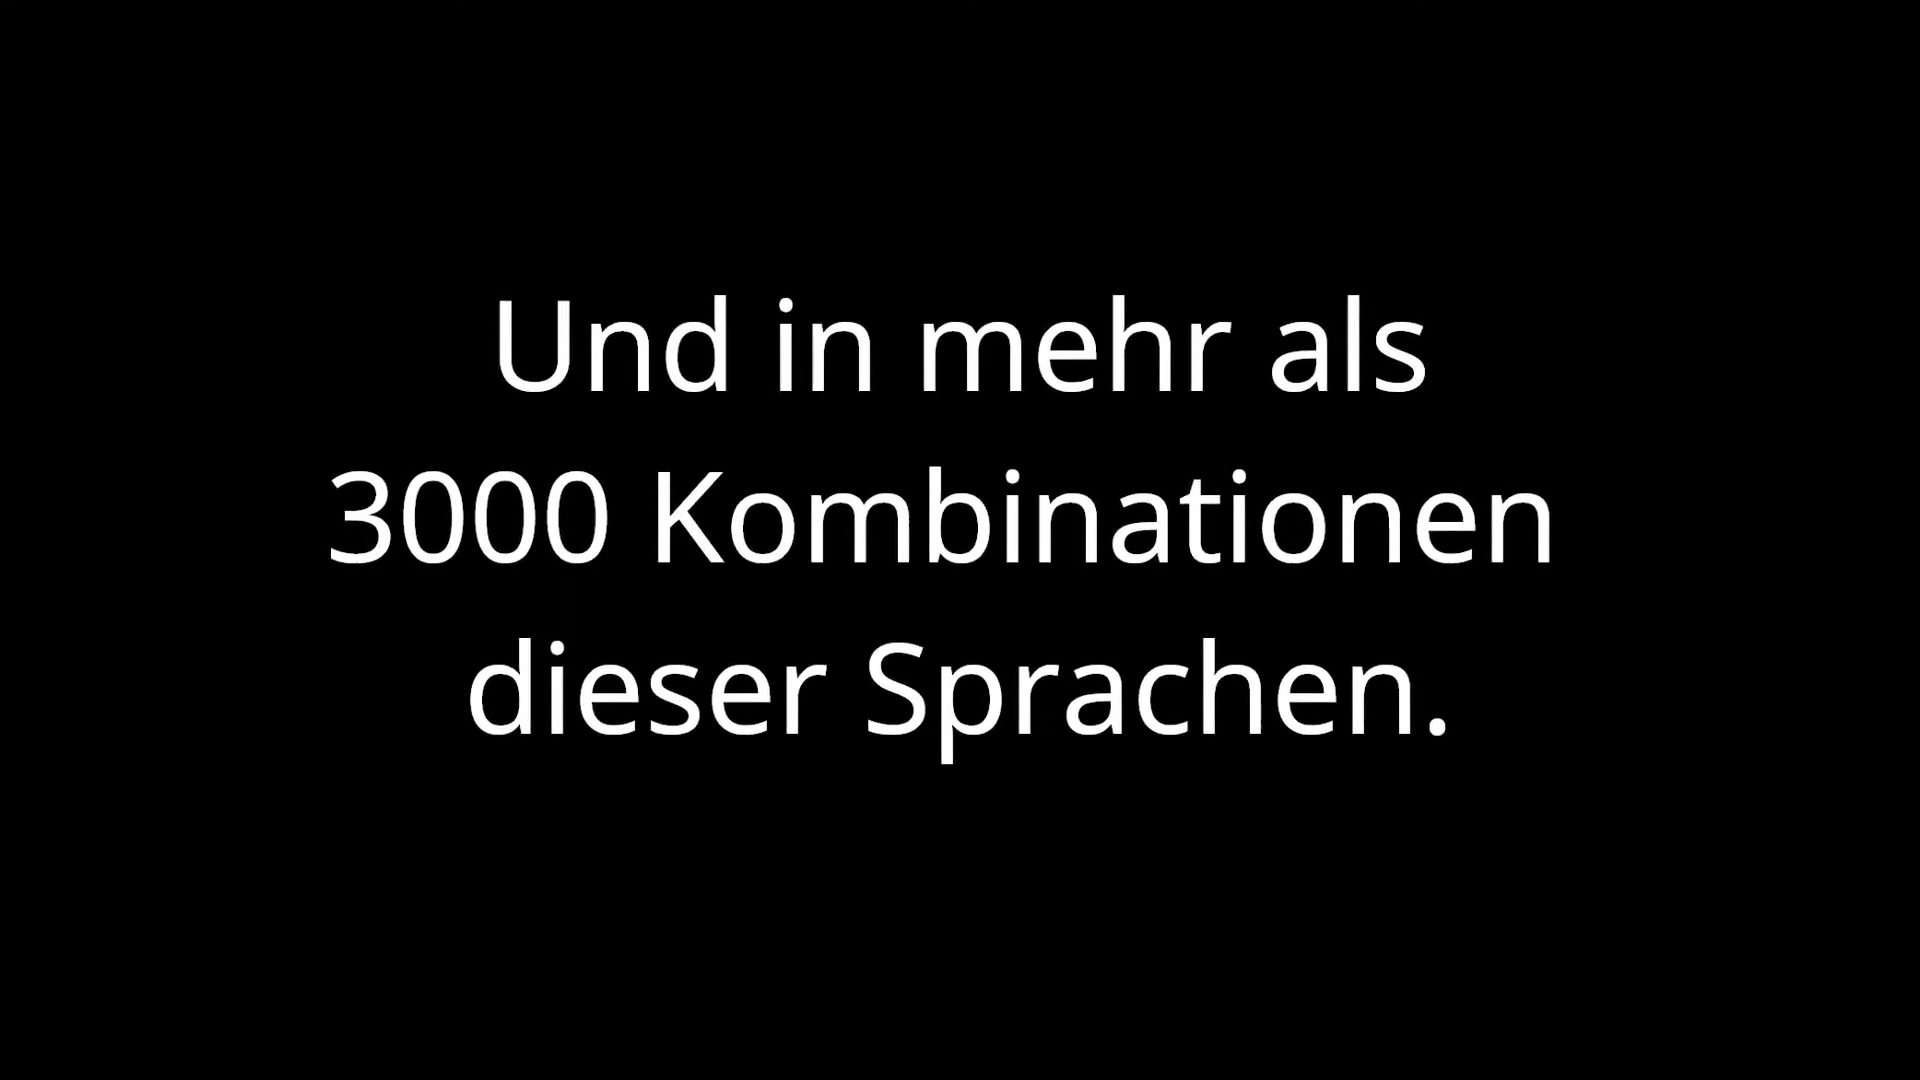 Und in mehr als
3000 Kombinationen
dieser Sprachen.